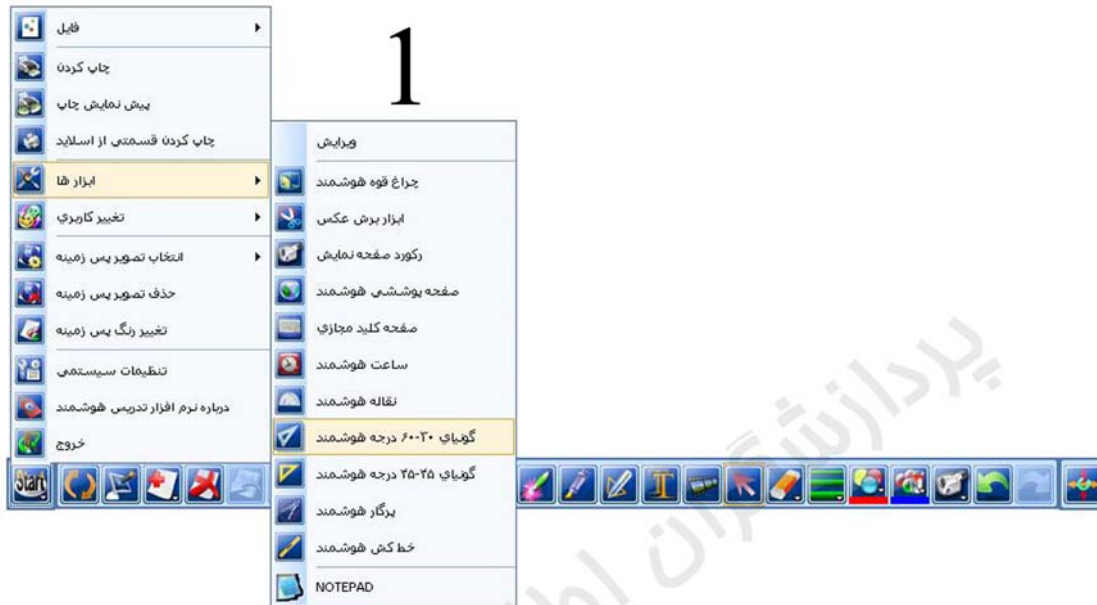 1
فایل
چاپ کردن
پیش نمایش چاپ
چاپ کردن قسمتی از اسلاید
ابزار ها
تغییر کاربری
انتخاب تصویر پس زمینه
حذف تصویر پس زمینه
تغییر رنگ پس زمینه
تنظیمات سیستمی
درباره نرم افزار تدریس هوشمند
خروج
ویرایش
چراغ قوه هوشمند
ابزار برش عکس
رکورد صفحه نمایش
صفحه پوششی هوشمند
صفحه کلید مجازی
ساعت هوشمند
نقاله هوشمند
گونیای ۳۰-۶۰ درجه هوشمند
گونیای ۴۵-۴۵ درجه هوشمند
پرگار هوشمند
خط کش هوشمند
NOTEPAD
Start
پردازشگران